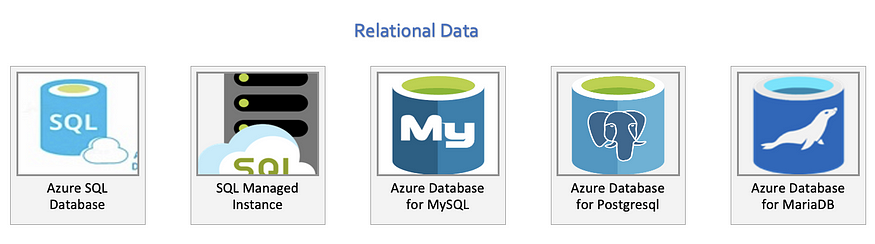 Relational Data
SQL
SQL
My
Azure SQL
Database
SQL Managed
Instance
Azure Database
for MySQL
Azure Database
for Postgresql
Azure Database
for MariaDB